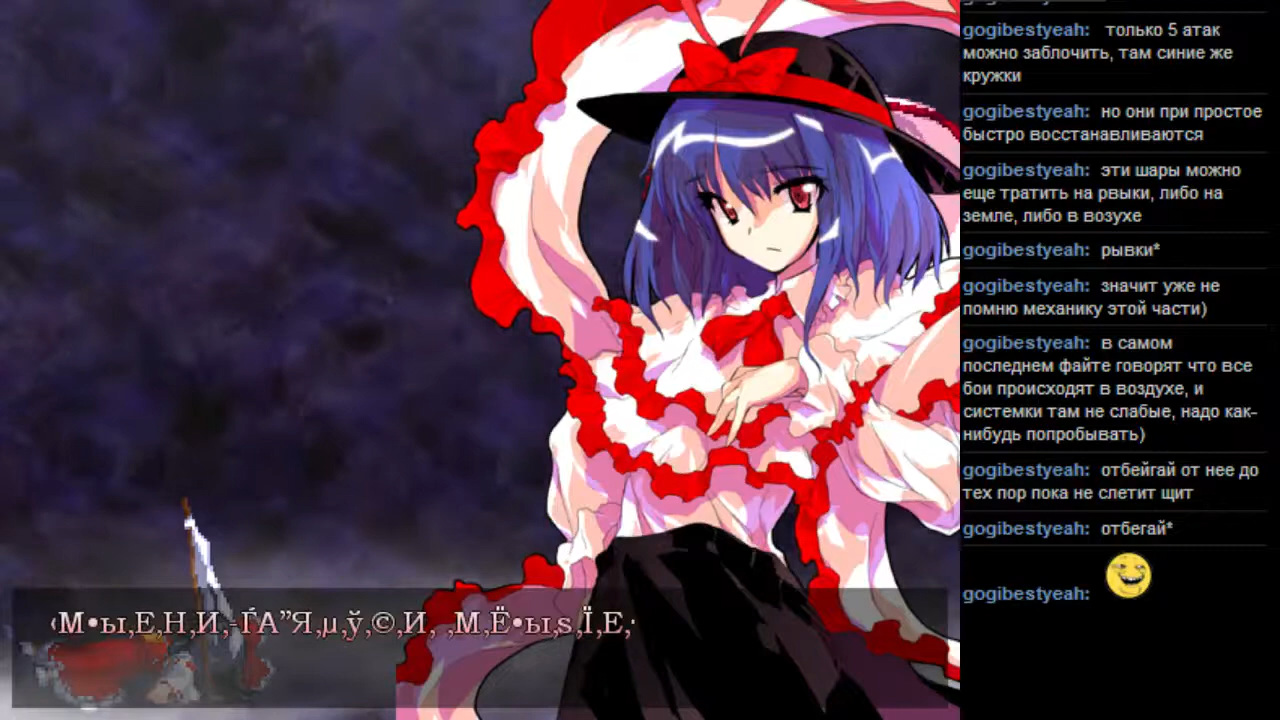 gogibestyeah: только 5 атак
можно заблочить, там синие же
кружки
gogibestyeah: но они при простое
быстро восстанавливаются
gogibestyeah: эти шары можно
еще тратить на рвыки, либо на
земле, либо в возухе
gogibestyeah: рывки*
gogibestyeah: значит уже не
помню механику этой части)
gogibestyeah: в самом
последнем файте говорят что все
бои происходят в воздухе, и
системки там не слабые, надо как-
нибудь попробывать)
gogibestyeah: отбейгай от нее до
тех пор пока не слетит щит
gogibestyeah: отбегай*
gogibestyeah:
‹М•ы‚Е‚Н‚И‚-ЃА”Я‚µ‚ў‚©‚И‚ ‚М‚Ё•ы‚ѕ‚Ї‚Е‚·